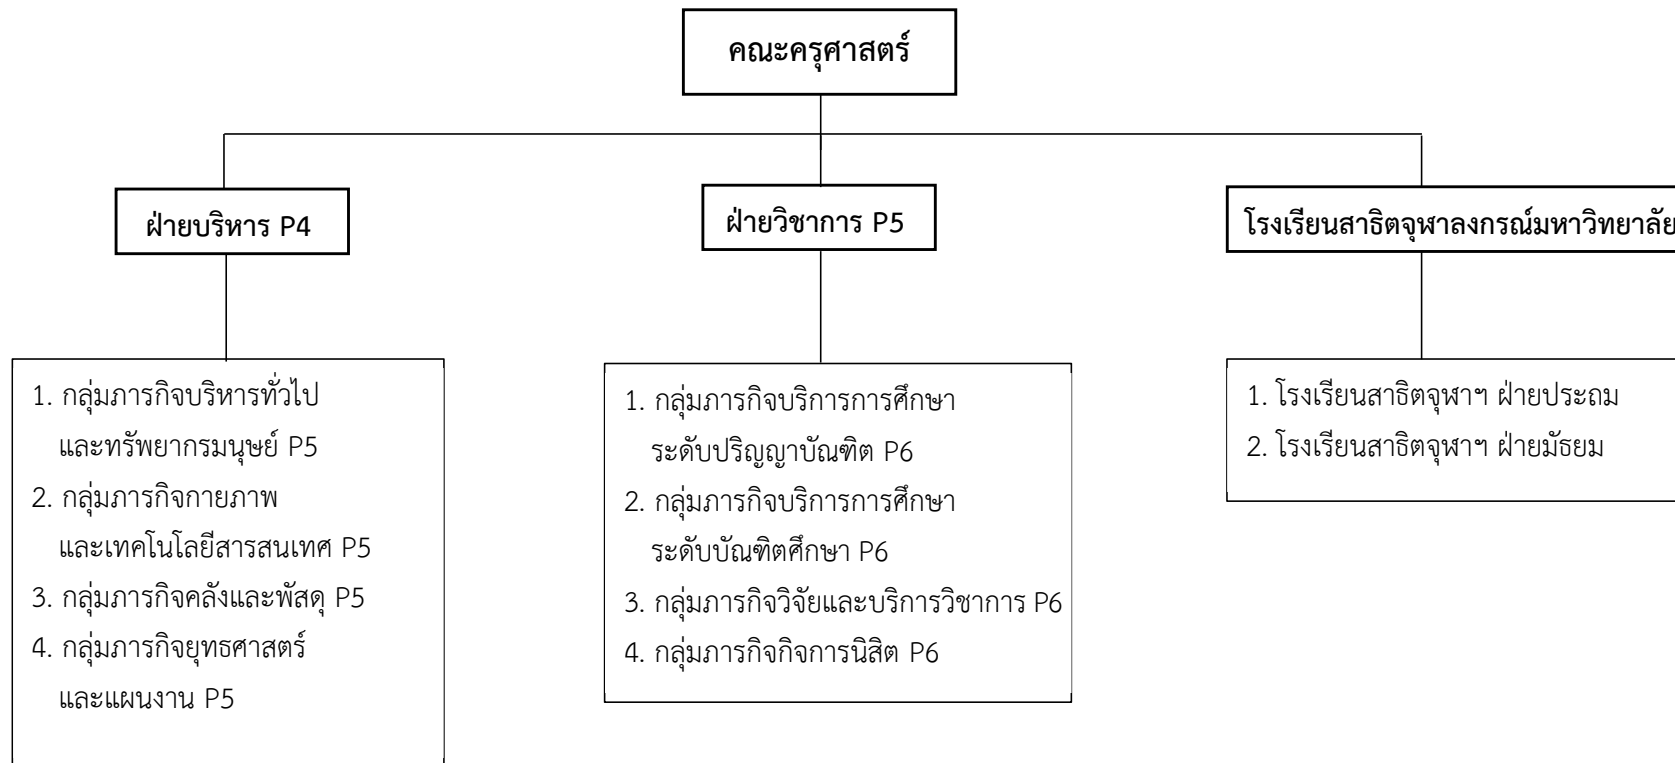 คณะครุศาสตร์
ฝ่ายบริหาร P4
ฝ่ายวิชาการ P5
โรงเรียนสาธิตจุฬาลงกรณ์มหาวิทยาลัย
1. กลุ่มภารกิจบริหารทั่วไป
และทรัพยากรมนุษย์ P5
2. กลุ่มภารกิจกายภาพ
และเทคโนโลยีสารสนเทศ P5
3. กลุ่มภารกิจคลังและพัสดุ P5
4. กลุ่มภารกิจยุทธศาสตร์
และแผนงาน P5
1. กลุ่มภารกิจบริการการศึกษา
ระดับปริญญาบัณฑิต P6
2. กลุ่มภารกิจบริการการศึกษา
ระดับบัณฑิตศึกษา P6
3. กลุ่มภารกิจวิจัยและบริการวิชาการ P6
4. กลุ่มภารกิจกิจการนิสิต P6
1. โรงเรียนสาธิตจุฬาฯ ฝ่ายประถม
2. โรงเรียนสาธิตจุฬาฯ ฝ่ายมัธยม